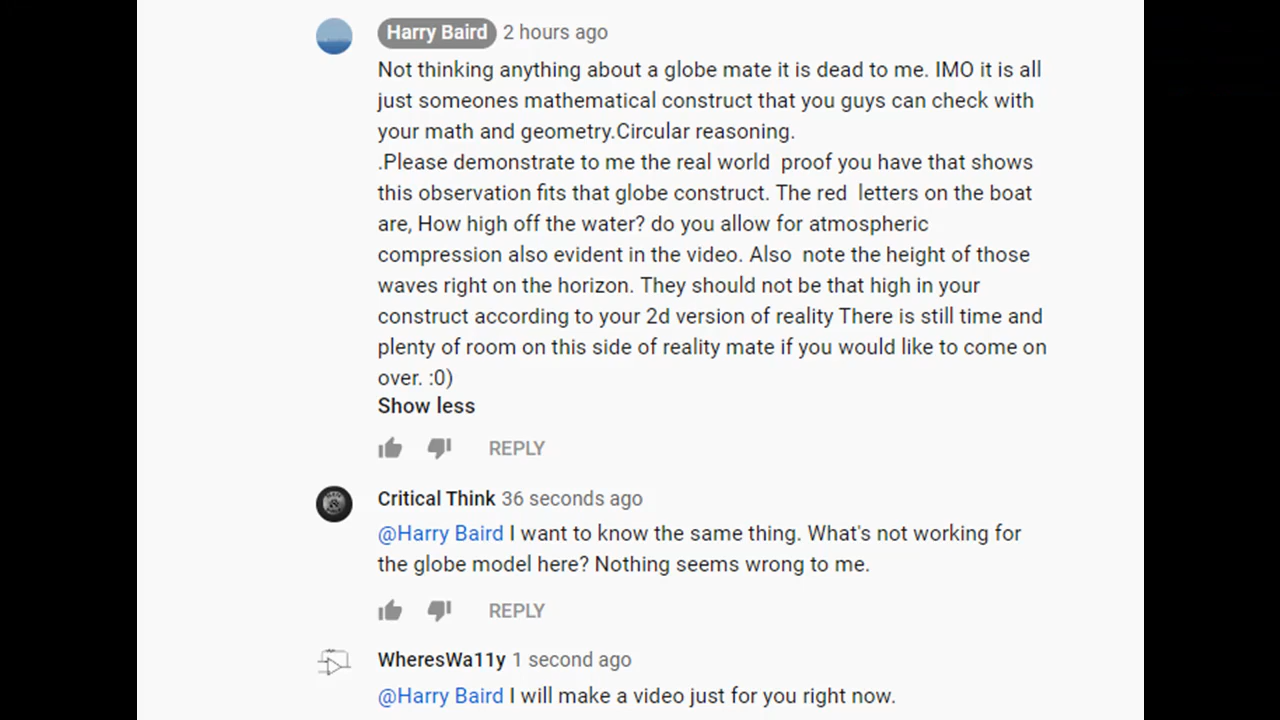 Harry Baird 2 hours ago
Not thinking anything about a globe mate it is dead to me. IMO it is all
just someones mathematical construct that you guys can check with
your math and geometry.Circular reasoning.
.Please demonstrate to me the real world  proof you have that shows
this observation fits that globe construct. The red  letters on the boat
are, How high off the water? do you allow for atmospheric
compression also evident in the video. Also  note the height of those
waves right on the horizon. They should not be that high in your
construct according to your 2d version of reality There is still time and
plenty of room on this side of reality mate if you would like to come on
over. :0)
Show less
REPLY
Critical Think 36 seconds ago
@Harry Baird I want to know the same thing. What's not working for
the globe model here? Nothing seems wrong to me.
REPLY
WheresWa11y 1 second ago
@Harry Baird I will make a video just for you right now.